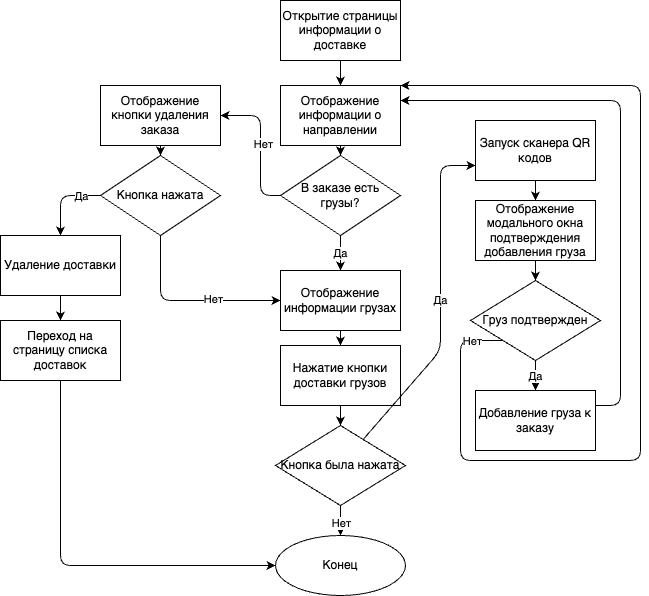 Открытие страницы
информации о
доставке
Отображение
кнопки удаления
заказа
Отображение
информации о
направлении
Нет
Запуск сканера QR
кодов
Кнопка нажата
В заказе есть
грузы?
Да
Отображение
модального окна
подтверждения
добавления груза
Да
Удаление доставки
Нет
Отображение
информации грузах
Да
Груз подтвержден
Нет
Переход на
страницу списка
доставок
Нажатие кнопки
доставки грузов
Да
Добавление груза к
заказу
Кнопка была нажата
Нет
Конец